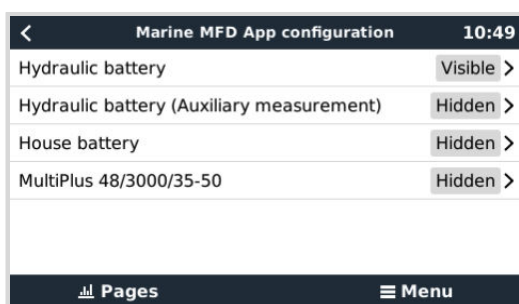 Marine MFD App configuration 10:49
Hydraulic battery Visible
Hydraulic battery (Auxiliary measurement) Hidden
House battery Hidden
MultiPlus 48/3000/35-50 Hidden
Pages Menu